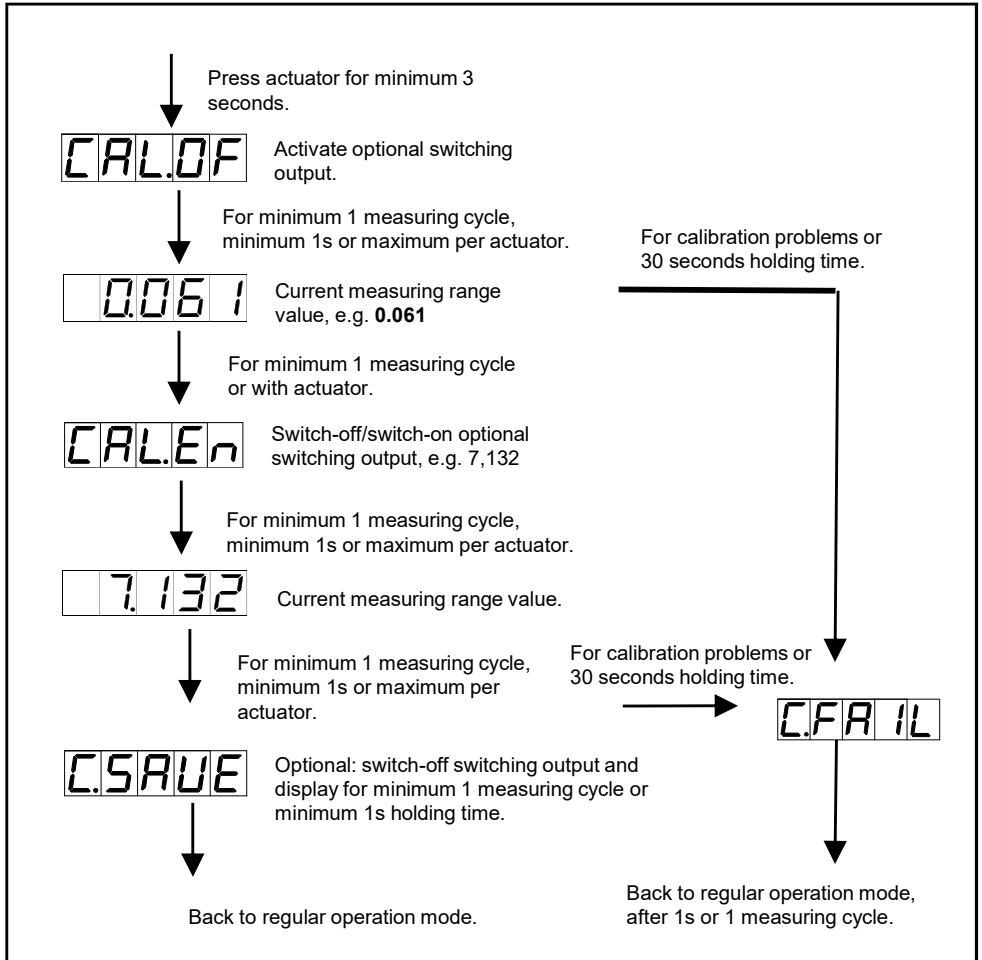 Press actuator for minimum 3
seconds.
CAL.OF
Activate optional switching
output.
For minimum 1 measuring cycle,
minimum 1s or maximum per actuator.
For calibration problems or
30 seconds holding time.
0.061
Current measuring range
value, e.g. 0.061
For minimum 1 measuring cycle
or with actuator.
CAL.En
Switch-off/switch-on optional
switching output, e.g. 7,132
For minimum 1 measuring cycle,
minimum 1s or maximum per actuator.
7.132
Current measuring range value.
For minimum 1 measuring cycle,
minimum 1s or maximum per
actuator.
For calibration problems or
30 seconds holding time.
C.FAIL
C.SAVE
Optional: switch-off switching output and
display for minimum 1 measuring cycle or
minimum 1s holding time.
Back to regular operation mode.
Back to regular operation mode,
after 1s or 1 measuring cycle.